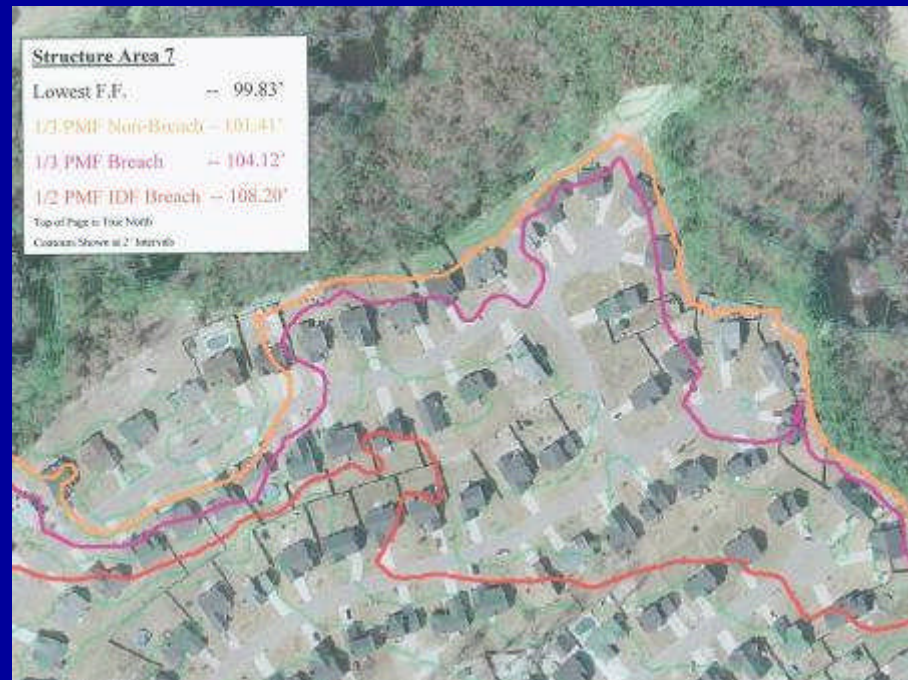 Structure Area 7
Lowest F.F. -- 99.83'
1/3 PMF Non-Breach -- 101.41'
1/3 PMF Breach -- 104.12'
1/2 PMF IDF Breach -- 108.20'
Top of Page is True North
Contours Shown at 2' Intervals